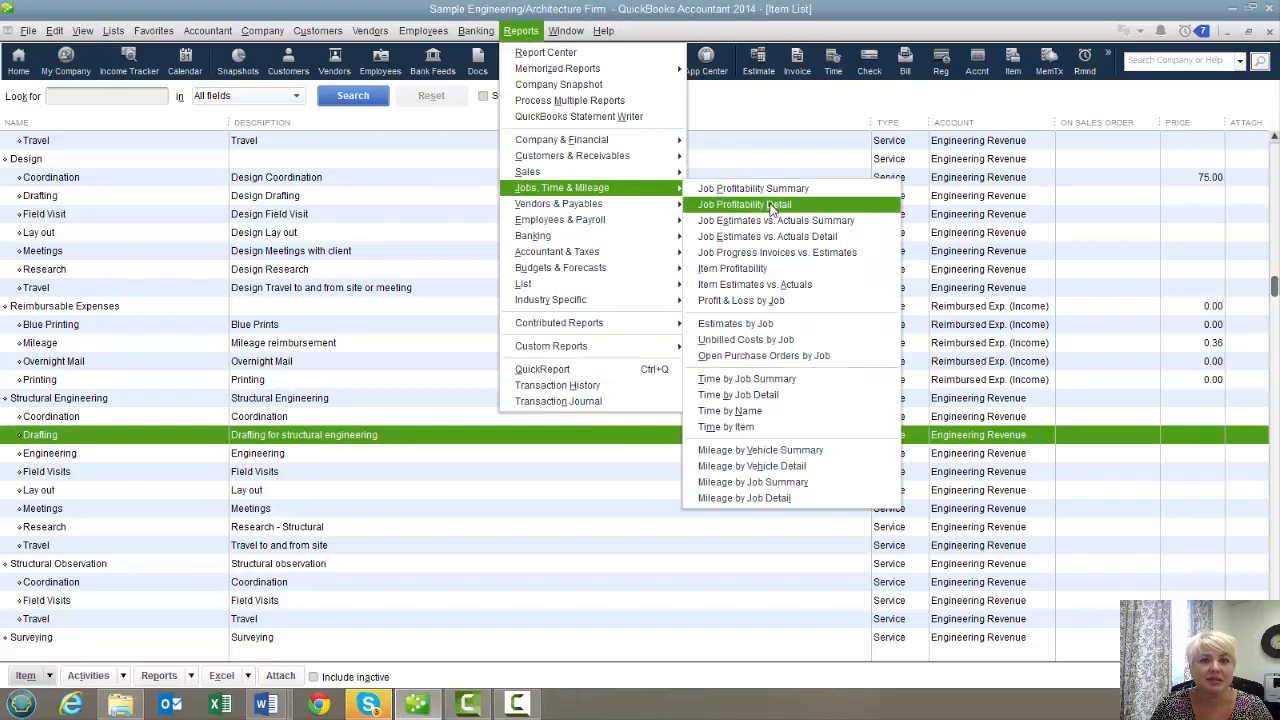 Sample Engineering/Architecture Firm - QuickBooks Accountant 2014 - [Item List]
File Edit View Lists Favorites Accountant Company Customers Vendors Employees Banking Reports Window Help
7
Home My Company Income Tracker Calendar Snapshots Customers Vendors Employees Bank Feeds Docs App Center Estimate Invoice Time Check Bill Reg Accnt Item MemTx Rmnd
Search Company or Help
Look for in All fields Search Reset S
NAME DESCRIPTION TYPE ACCOUNT ON SALES ORDER PRICE ATTACH
Travel Travel Service Engineering Revenue
Design Service Engineering Revenue
Coordination Design Coordination Engineering Revenue 75.00
Drafting Design Drafting Engineering Revenue
Field Visit Design Field Visit Engineering Revenue
Lay out Design Lay out Engineering Revenue
Meetings Design Meetings with client Engineering Revenue
Research Design Research Engineering Revenue
Travel Design Travel to and from site or meeting Engineering Revenue
Reimbursable Expenses Reimbursed Exp. (Income) 0.00
Blue Printing Blue Prints Reimbursed Exp. (Income) 0.00
Mileage Mileage reimbursement Reimbursed Exp. (Income) 0.36
Overnight Mail Overnight Mail Reimbursed Exp. (Income) 0.00
Printing Printing Reimbursed Exp. (Income) 0.00
Structural Engineering Structural Engineering Engineering Revenue
Coordination Coordination Engineering Revenue
Drafting Drafting for structural engineering Engineering Revenue
Engineering Engineering Engineering Revenue
Field Visits Field Visits Engineering Revenue
Lay out Lay out Engineering Revenue
Meetings Meetings Service Engineering Revenue
Research Research - Structural Service Engineering Revenue
Travel Travel to and from site Service Engineering Revenue
Structural Observation Structural observation Service Engineering Revenue
Coordination Coordination Service Engineering Revenue
Field Visits Field Visits Service Engineering Revenue
Travel Travel Service Engineering Revenue
Surveying Surveying Service Engineering Revenue
Report Center
Memorized Reports
Company Snapshot
Process Multiple Reports
QuickBooks Statement Writer
Company & Financial
Customers & Receivables
Sales
Jobs, Time & Mileage
Vendors & Payables
Employees & Payroll
Banking
Accountant & Taxes
Budgets & Forecasts
List
Industry Specific
Contributed Reports
Custom Reports
QuickReport Ctrl+Q
Transaction History
Transaction Journal
Job Profitability Summary
Job Profitability Detail
Job Estimates vs. Actuals Summary
Job Estimates vs. Actuals Detail
Job Progress Invoices vs. Estimates
Item Profitability
Item Estimates vs. Actuals
Profit & Loss by Job
Estimates by Job
Unbilled Costs by Job
Open Purchase Orders by Job
Time by Job Summary
Time by Job Detail
Time by Name
Time by Item
Mileage by Vehicle Summary
Mileage by Vehicle Detail
Mileage by Job Summary
Mileage by Job Detail
Item Activities Reports Excel Attach Include inactive